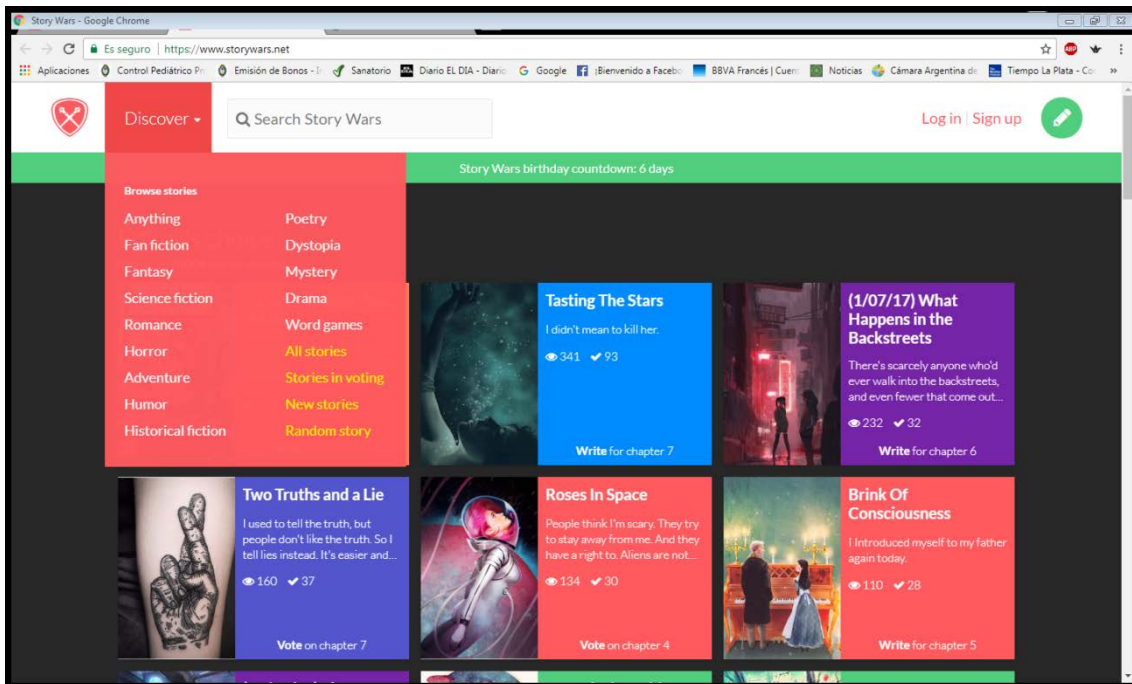 Story Wars - Google Chrome
Es seguro | https://www.storywars.net
Aplicaciones Control Pediátrico Emisión de Bonos - Sanatorio Diario EL DIA - Diario Google ¡Bienvenido a Facebo BBVA Francés | Cuen Noticias Cámara Argentina de Tiempo La Plata - Co »
Discover Search Story Wars Log in | Sign up
Story Wars birthday countdown: 6 days
Browse stories
Anything Poetry
Fan fiction Dystopia
Fantasy Mystery
Science fiction Drama
Romance Word games
Horror All stories
Adventure Stories in voting
Humor New stories
Historical fiction Random story
Tasting The Stars
I didn't mean to kill her.
341 93
Write for chapter 7
(1/07/17) What
Happens in the
Backstreets
There's scarcely anyone who'd
ever walk into the backstreets,
and even fewer that come out...
232 32
Write for chapter 6
Two Truths and a Lie
I used to tell the truth, but
people don't like the truth. So I
tell lies instead. It's easier and...
160 37
Vote on chapter 7
Roses In Space
People think I'm scary. They try
to stay away from me. And they
have a right to. Aliens are not...
134 30
Vote on chapter 4
Brink Of
Consciousness
I Introduced myself to my father
again today.
110 28
Write for chapter 5